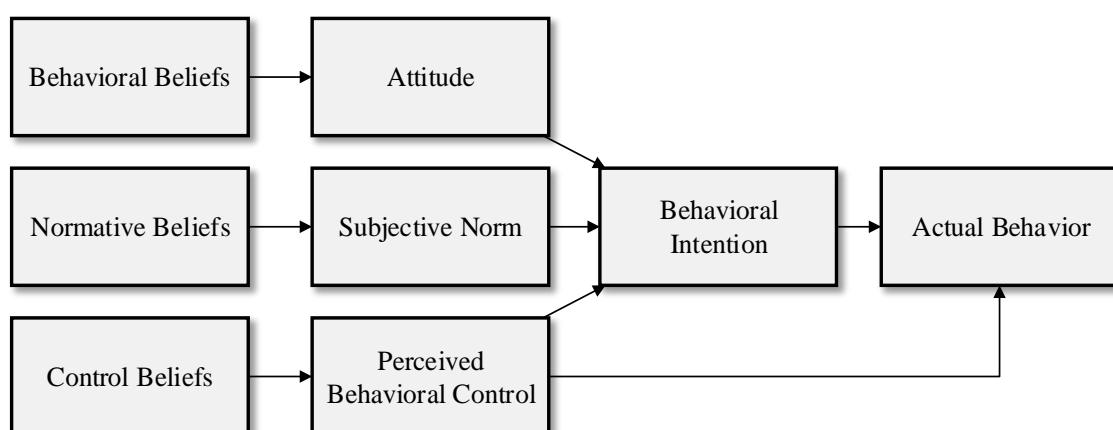 Behavioral Beliefs
Attitude
Normative Beliefs
Subjective Norm
Behavioral
Intention
Actual Behavior
Control Beliefs
Perceived
Behavioral Control